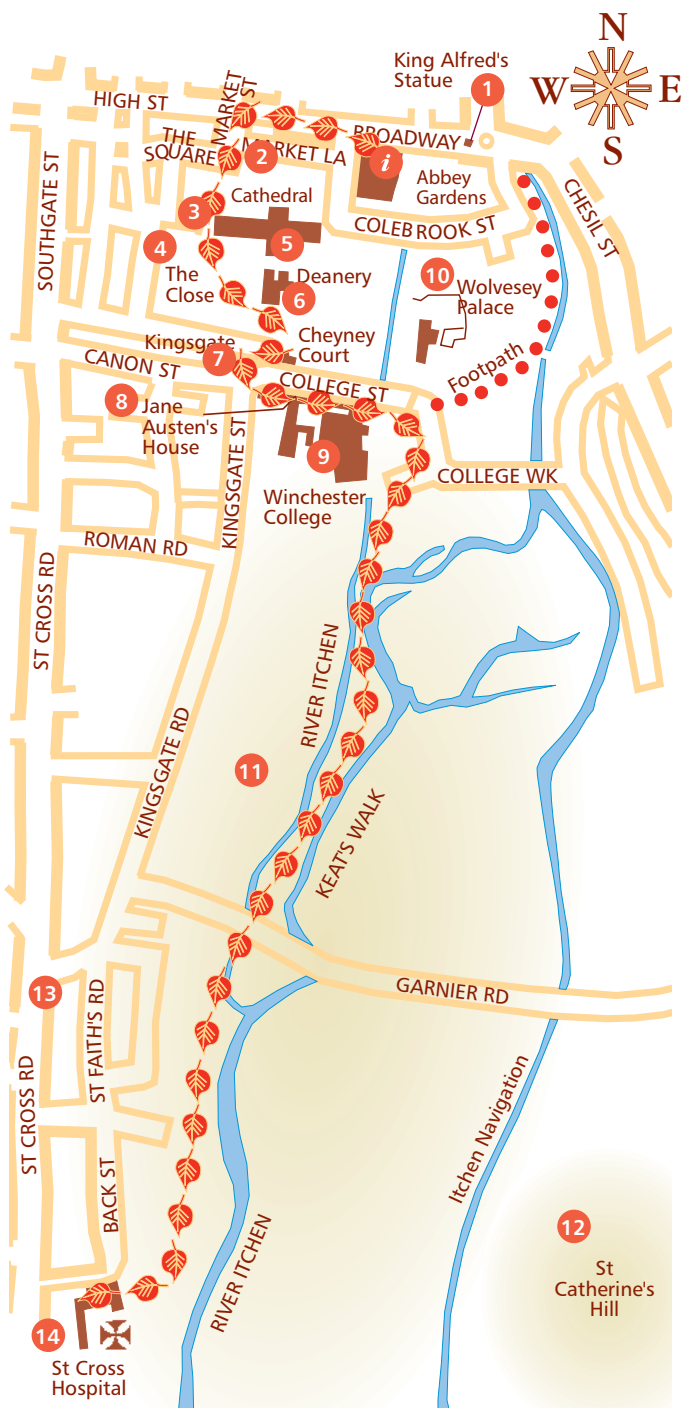 King Alfred's
Statue
N
W
E
S
1
HIGH ST
MARKET
ST
BROADWAY
THE
SQUARE
2
MARKET LA
i
Abbey
Gardens
CHESIL ST
SOUTHGATE ST
Cathedral
3
COLEBROOK ST
4
5
The
Close
Deanery
6
10
Wolvesey
Palace
Kingsgate
7
Cheyney
Court
CANON ST
COLLEGE ST
Footpath
8
Jane
Austen's
House
KINGSGATE ST
9
COLLEGE WK
Winchester
College
ROMAN RD
ST CROSS RD
RIVER ITCHEN
KINGSGATE RD
11
KEAT'S WALK
13
GARNIER RD
ST FAITH'S RD
ST CROSS RD
Itchen Navigation
BACK ST
RIVER ITCHEN
12
St
Catherine's
Hill
14
St Cross
Hospital